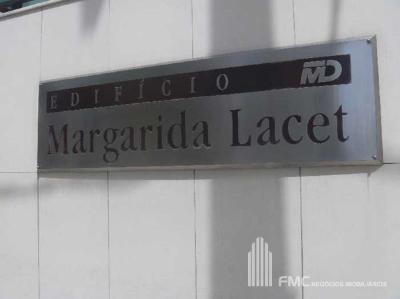 EDIFÍCIO MD
Margarida Lacet
FMC NEGÓCIOS IMOBILIÁRIOS